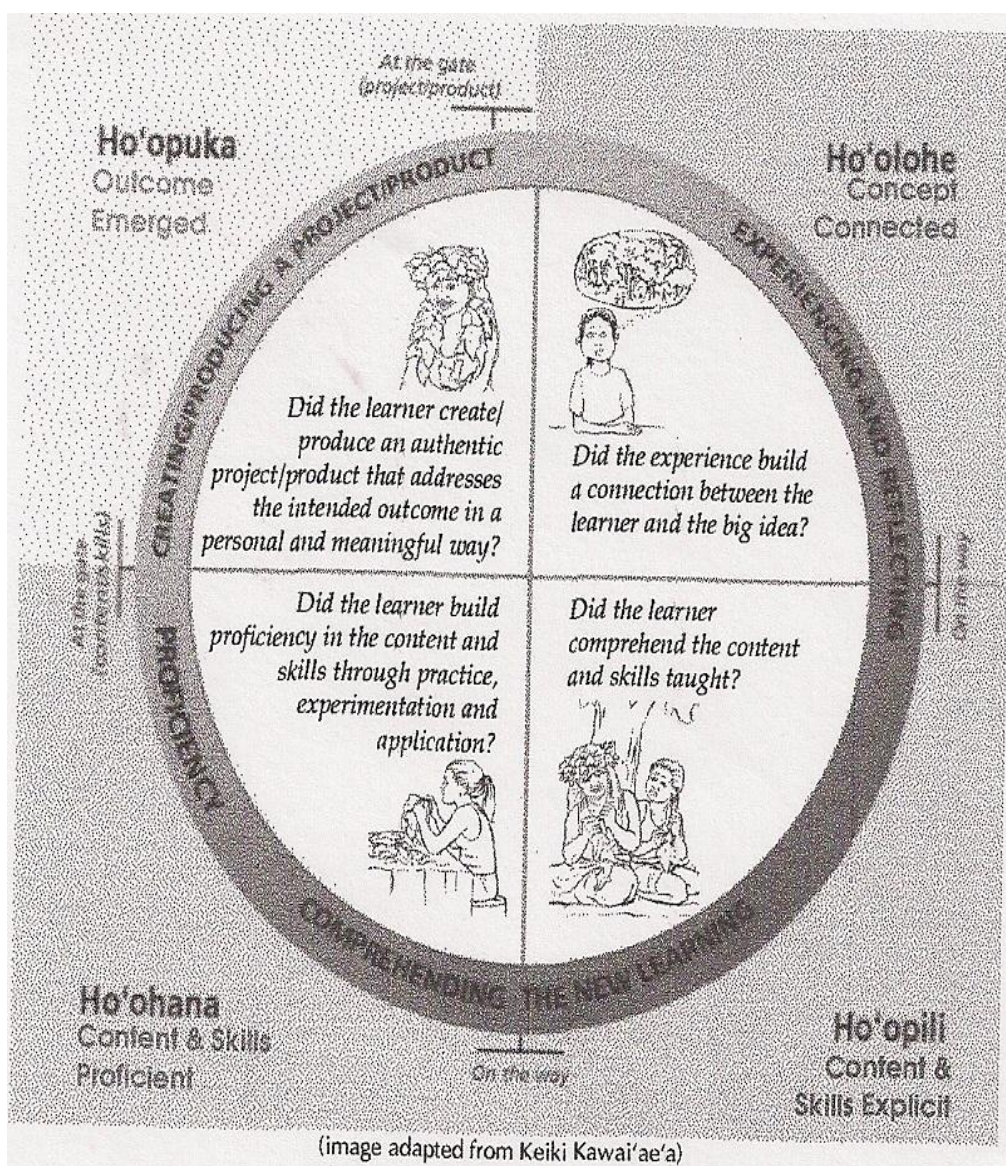 At the gate
(project/product)
Ho'opuka
Outcome
Emerged
Ho'olohe
Concept
Connected
CREATING/PRODUCING A PROJECT/PRODUCT
EXPERIENCING AND REFLECTING
Did the learner create/
produce an authentic
project/product that addresses
the intended outcome in a
personal and meaningful way?
Did the experience build
a connection between the
learner and the big idea?
At the gate
(content/skills)
On the way
Did the learner build
proficiency in the content and
skills through practice,
experimentation and
application?
Did the learner
comprehend the content
and skills taught?
PROFICIENCY
COMPREHENDING THE NEW LEARNING
Ho'ohana
Content & Skills
Proficient
On the way
Ho'opili
Content &
Skills Explicit
(image adapted from Keiki Kawai'ae'a)